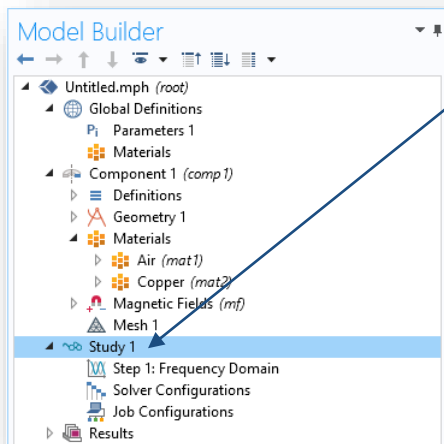 Model Builder
Untitled.mph (root)
Global Definitions
Pi Parameters 1
Materials
Component 1 (comp1)
Definitions
Geometry 1
Materials
Air (mat1)
Copper (mat2)
Magnetic Fields (mf)
Mesh 1
Study 1
Step 1: Frequency Domain
Solver Configurations
Job Configurations
Results